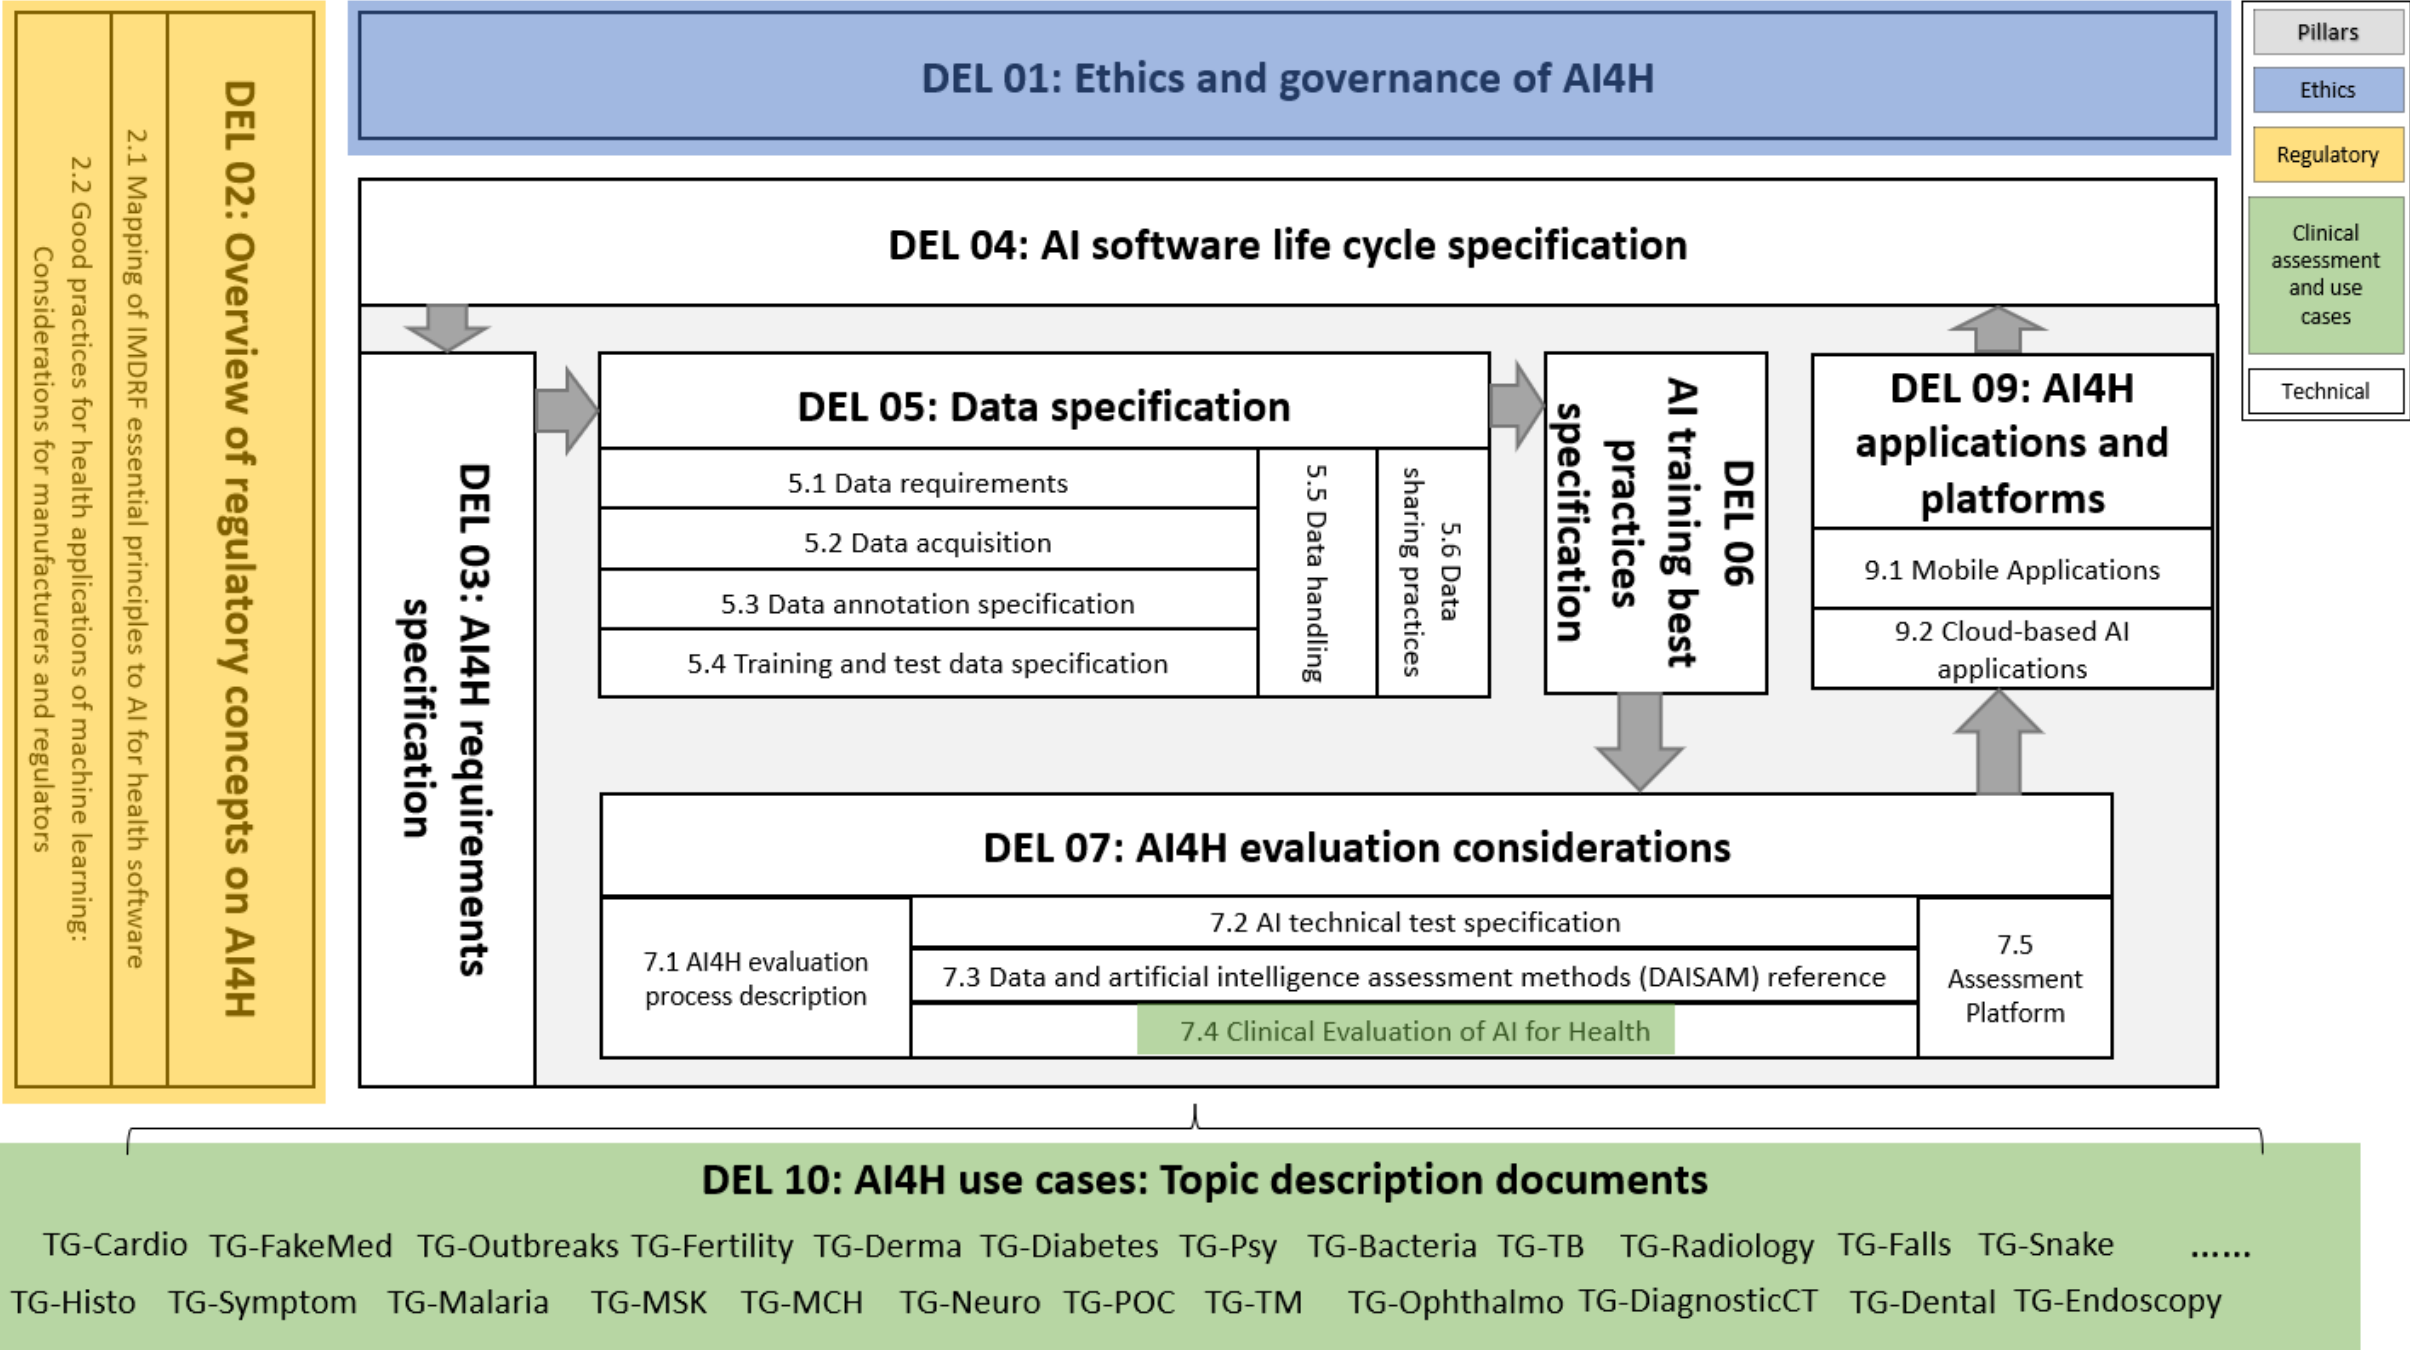 DEL 02: Overview of regulatory concepts on AI4H
2.1 Mapping of IMDRF essential principles to AI for health software
2.2 Good practices for health applications of machine learning:
Considerations for manufacturers and regulators
DEL 01: Ethics and governance of AI4H
Pillars
Ethics
Regulatory
Clinical
assessment
and use
cases
Technical
DEL 04: AI software life cycle specification
DEL 03: AI4H requirements
specification
DEL 05: Data specification
5.1 Data requirements
5.2 Data acquisition
5.3 Data annotation specification
5.4 Training and test data specification
5.5 Data handling
5.6 Data
sharing practices
DEL 06
AI training best
practices
specification
DEL 09: AI4H
applications and
platforms
9.1 Mobile Applications
9.2 Cloud-based AI
applications
DEL 07: AI4H evaluation considerations
7.1 AI4H evaluation
process description
7.2 AI technical test specification
7.3 Data and artificial intelligence assessment methods (DAISAM) reference
7.4 Clinical Evaluation of AI for Health
7.5
Assessment
Platform
DEL 10: AI4H use cases: Topic description documents
TG-Cardio TG-FakeMed TG-Outbreaks TG-Fertility TG-Derma TG-Diabetes TG-Psy TG-Bacteria TG-TB TG-Radiology TG-Falls TG-Snake ......
TG-Histo TG-Symptom TG-Malaria TG-MSK TG-MCH TG-Neuro TG-POC TG-TM TG-Ophthalmo TG-DiagnosticCT TG-Dental TG-Endoscopy